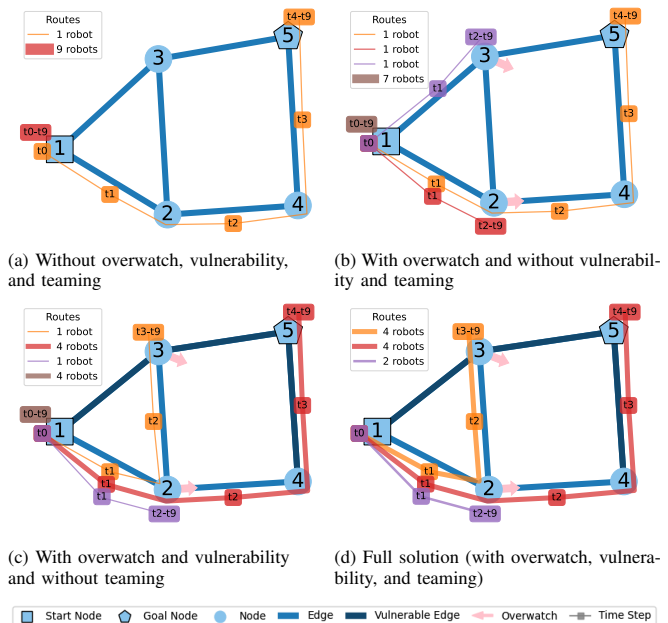 Routes
1 robot
9 robots
t0-t9
t0
1
t1
2
t2
3
4
t3
5
t4-t9
(a) Without overwatch, vulnerability,
and teaming
Routes
1 robot
1 robot
1 robot
7 robots
t0-t9
t0
1
t1
t1
t1
2
t2-t9
t2
3
t2-t9
4
t3
5
t4-t9
(b) With overwatch and without vulnerabil-
ity and teaming
Routes
1 robot
4 robots
1 robot
4 robots
t0-t9
t0
1
t1
t1
t1
2
t2-t9
t2
t2
3
t3-t9
4
t3
5
t4-t9
(c) With overwatch and vulnerability
and without teaming
Routes
4 robots
4 robots
2 robots
t0
1
t1
t1
t1
2
t2-t9
t2
t2
3
t3-t9
4
t3
5
t4-t9
(d) Full solution (with overwatch, vulnera-
bility, and teaming)
Start Node Goal Node Node Edge Vulnerable Edge Overwatch Time Step